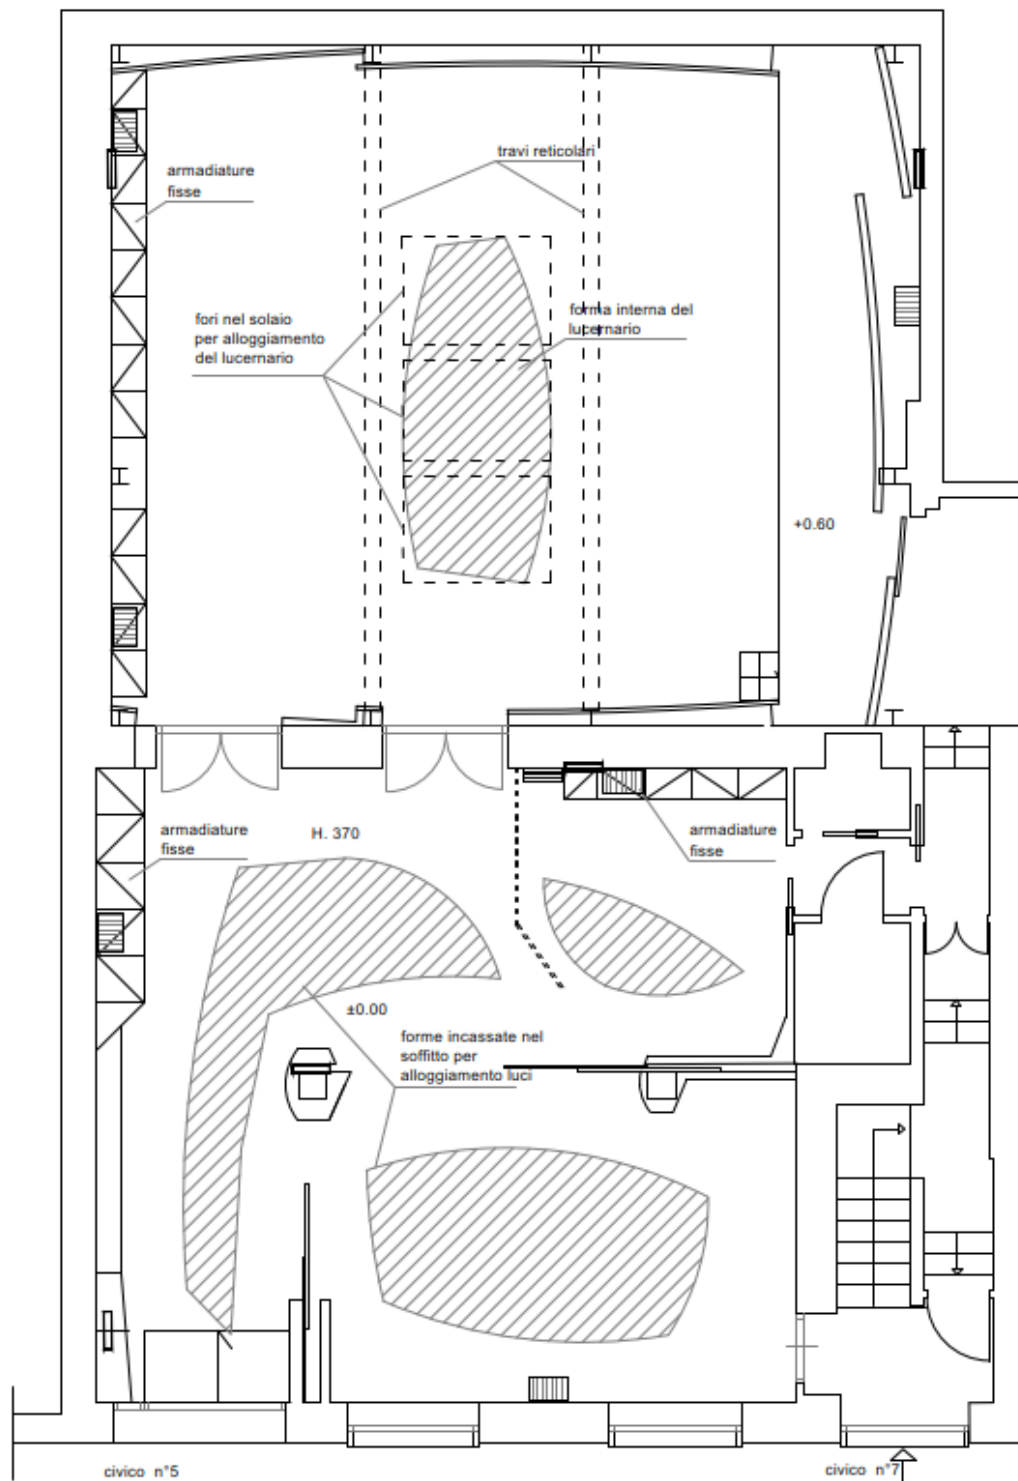 travi reticolari
armadiature
fisse
fori nel solaio
per alloggiamento
del lucernario
forma interna del
lucernario
+0.60
armadiature
fisse
H. 370
armadiature
fisse
±0.00
forme incassate nel
soffitto per
alloggiamento luci
civico n°5
civico n°7